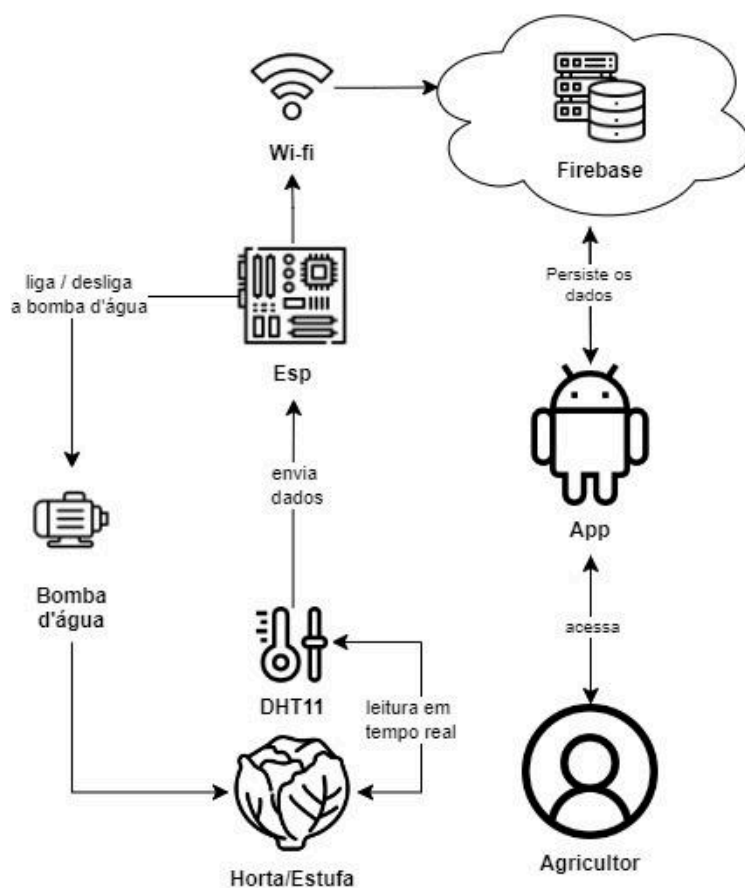 Wi-fi
Firebase
liga / desliga
a bomba d'água
Persiste os
dados
Esp
envia
dados
App
Bomba
d'água
acessa
DHT11
leitura em
tempo real
Horta/Estufa
Agricultor